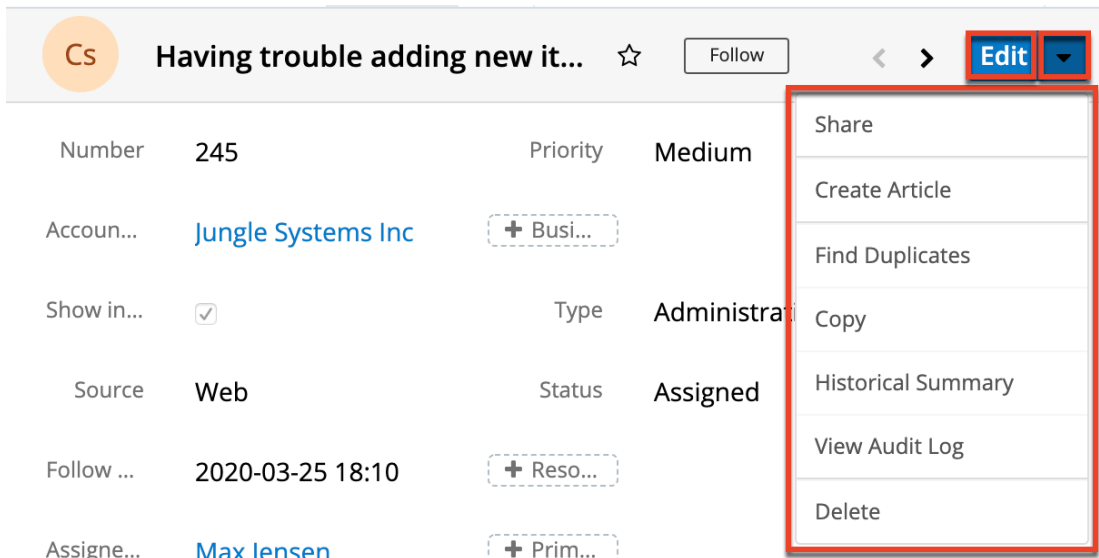 Cs Having trouble adding new it... Follow Edit
Share
Number 245 Priority Medium
Create Article
Accoun... Jungle Systems Inc + Busi...
Find Duplicates
Show in... Type Administrati
Copy
Source Web Status Assigned
Historical Summary
View Audit Log
Follow ... 2020-03-25 18:10 + Reso...
Delete
Assigne... Max Jensen + Prim...